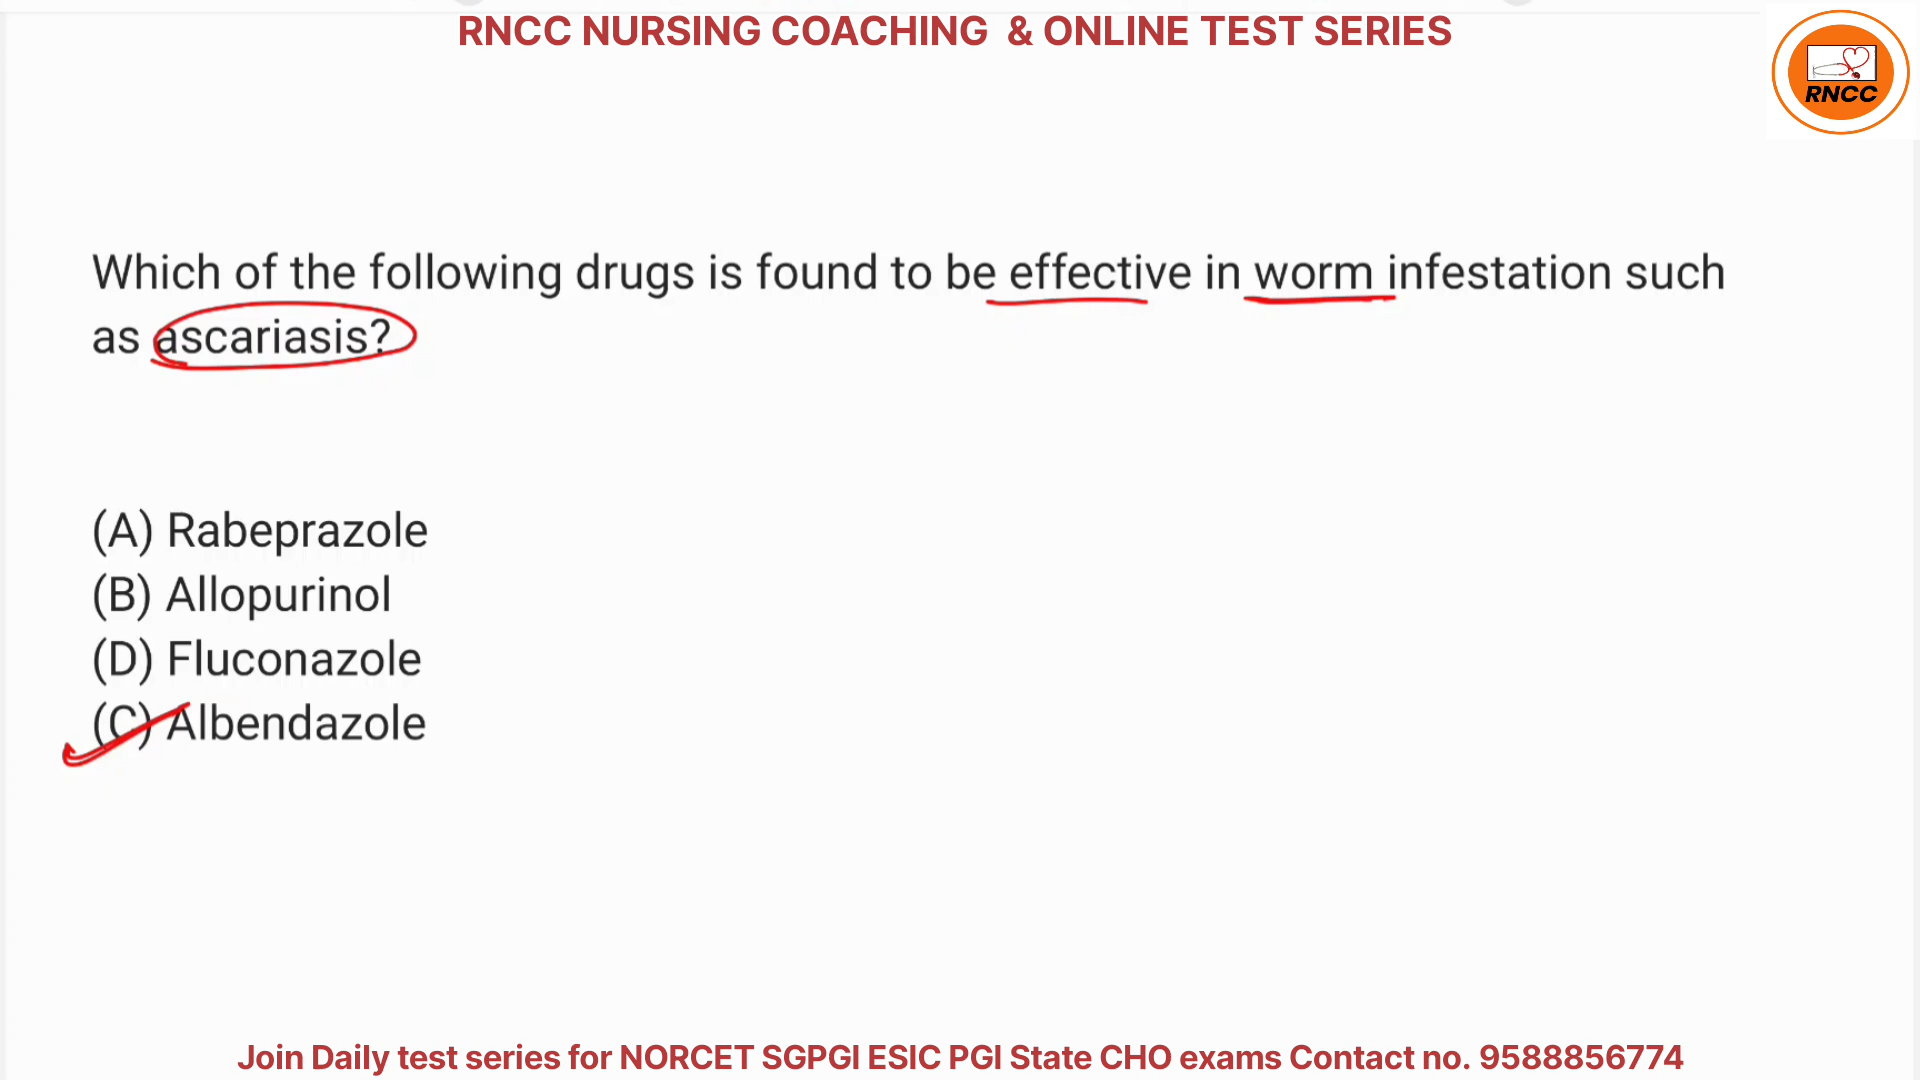 RNCC NURSING COACHING & ONLINE TEST SERIES
RNCC
Which of the following drugs is found to be effective in worm infestation such
as ascariasis?
(A) Rabeprazole
(B) Allopurinol
(D) Fluconazole
(C) Albendazole
Join Daily test series for NORCET SGPGI ESIC PGI State CHO exams Contact no. 9588856774